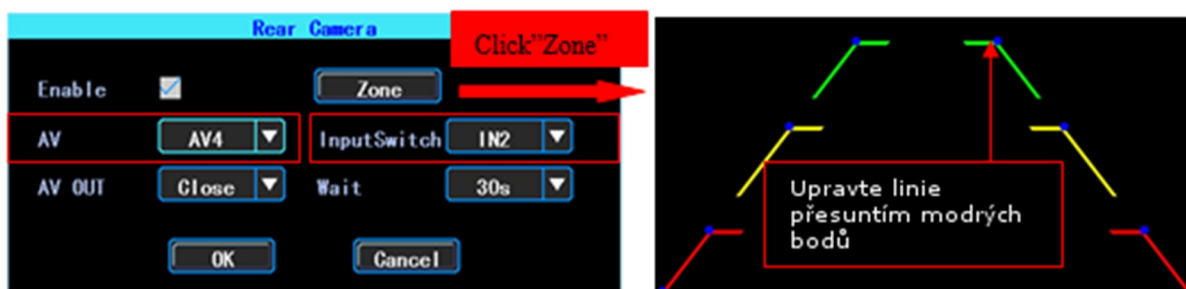 Rear Camera
Click"Zone"
Enable Zone
AV AV4 InputSwitch IN2
AV OUT Close Wait 30s
OK Cancel
Upravte linie
přesuntím modrých
bodů